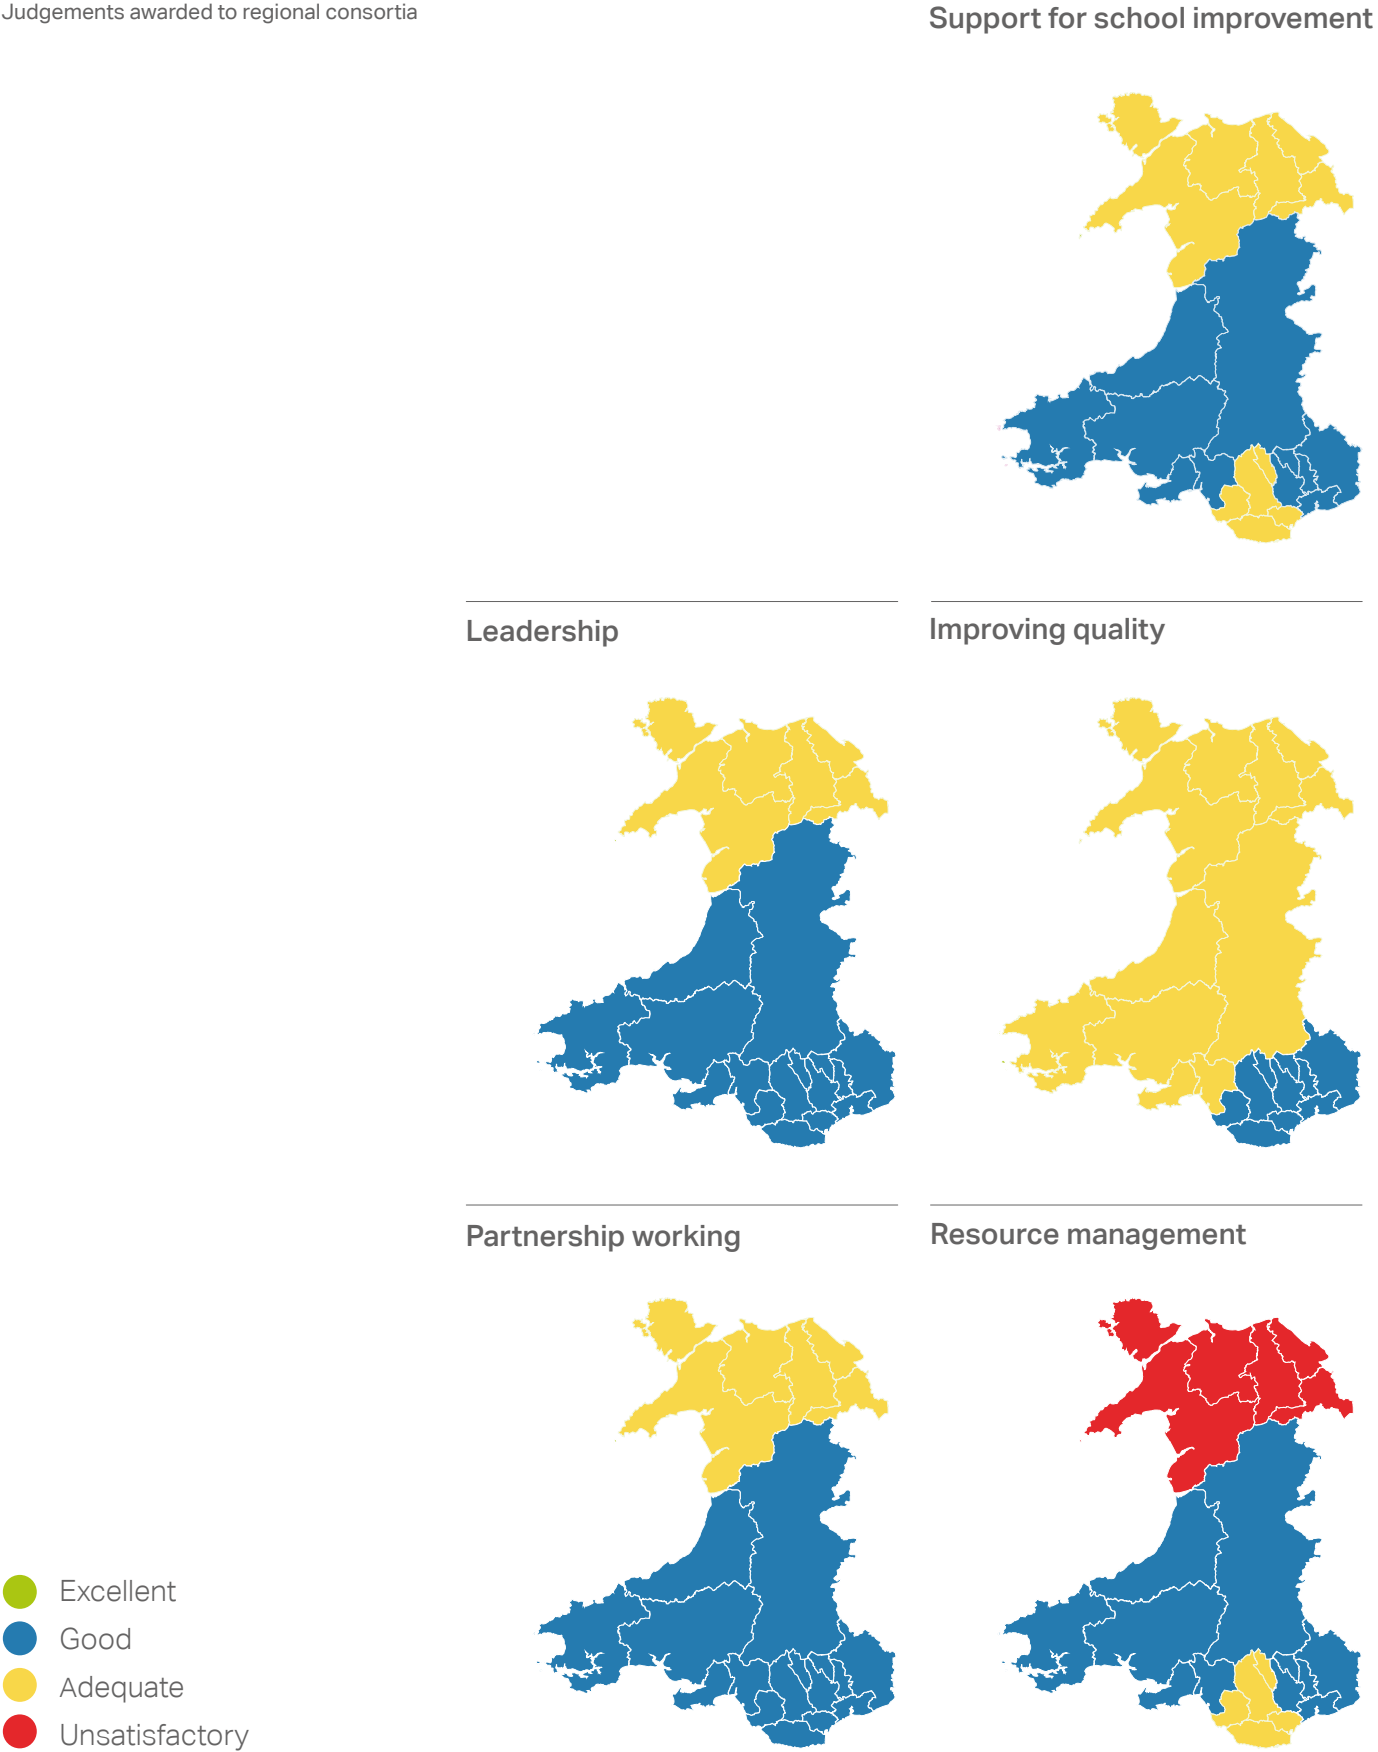 Judgements awarded to regional consortia
Support for school improvement
Leadership
Improving quality
Partnership working
Resource management
Excellent
Good
Adequate
Unsatisfactory